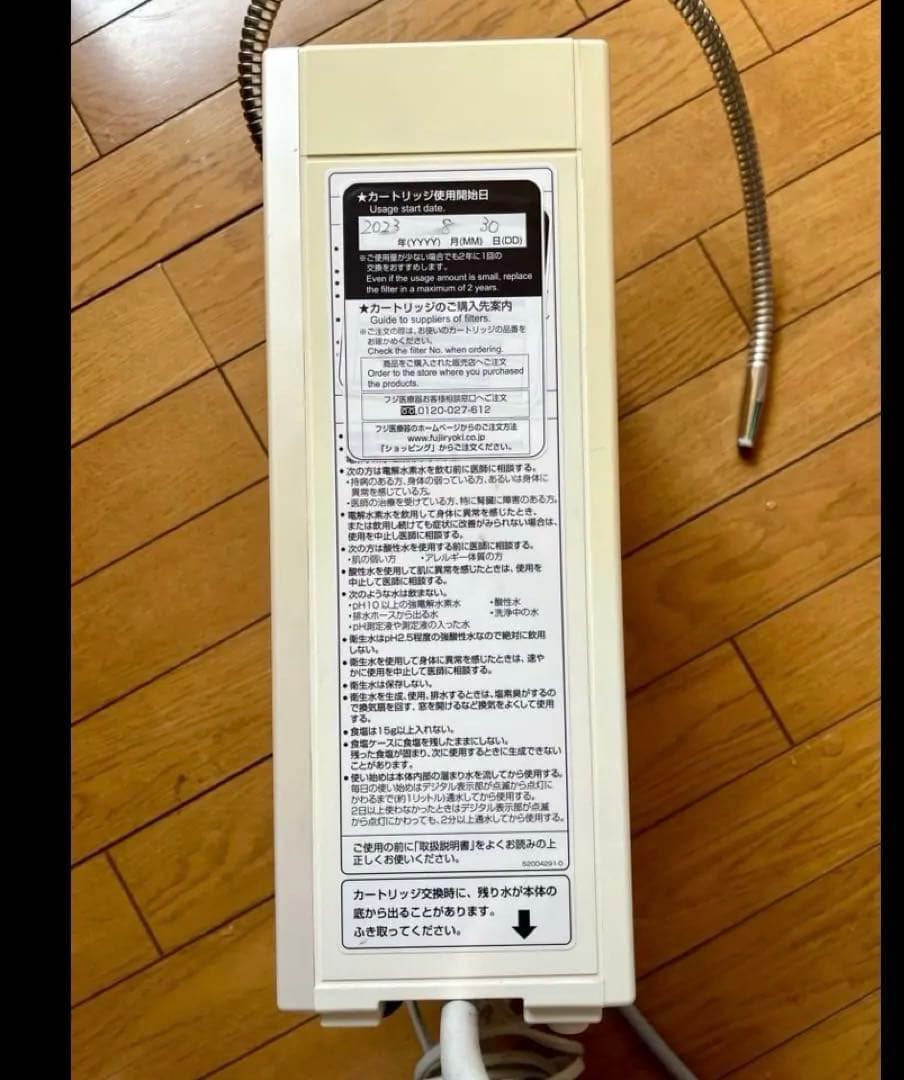 ★カートリッジ使用開始日
Usage start date.
2023 8 30
年(YYYY) 月(MM) 日(DD)
※ご使用量が少ない場合でも2年に1回の
交換をおすすめします。
Even if the usage amount is small, replace
the filter in a maximum of 2 years.
★カートリッジのご購入先案内
Guide to suppliers of filters.
※ご注文の際は、お使いのカートリッジの品番を
お確かめください。
Check the filter No. when ordering.
商品をご購入された販売店へご注文
Order to the store where you purchased
the products.
フジ医療器お客様相談窓口へご注文
0120-027-612
フジ医療器のホームページからのご注文方法
www.fujiiryoki.co.jp
「ショッピング」からご注文ください。
●次の方は電解水素水を飲む前に医師に相談する。
・持病のある方、身体の弱っている方、あるいは身体に
異常を感じている方。
・医師の治療を受けている方、特に腎臓に障害のある方。
●電解水素水を飲用して身体に異常を感じたとき、
または飲用し続けても症状に改善がみられない場合は、
使用を中止し医師に相談する。
●次の方は酸性水を使用する前に医師に相談する。
・肌の弱い方 ・アレルギー体質の方
●酸性水を使用して肌に異常を感じたときは、使用を
中止して医師に相談する。
●次のような水は飲まない。
・pH10以上の強電解水素水 ・酸性水
・排水ホースから出る水 ・洗浄中の水
・pH測定液や測定液の入った水
●衛生水はpH2.5程度の強酸性水なので絶対に飲用
しない。
●衛生水を使用して身体に異常を感じたときは、速や
かに使用を中止して医師に相談する。
●衛生水は保存しない。
●衛生水を生成、使用、排水するときは、塩素臭がするの
で換気扇を回す、窓を開けるなど換気をよくして使用
する。
●食塩は15g以上入れない。
●食塩ケースに食塩を残したままにしない。
残った食塩が固まり、次に使用するときに生成できない
ことがあります。
●使い始めは本体内部の溜まり水を流してから使用する。
毎日の使い始めはデジタル表示部が点滅から点灯に
かわるまで(約1リットル)通水してから使用する。
2日以上使わなかったときはデジタル表示部が点滅
から点灯にかわっても、2分以上通水してから使用する。
ご使用の前に「取扱説明書」をよくお読みの上
正しくお使いください。
52004291-0
カートリッジ交換時に、残り水が本体の
底から出ることがあります。
ふき取ってください。